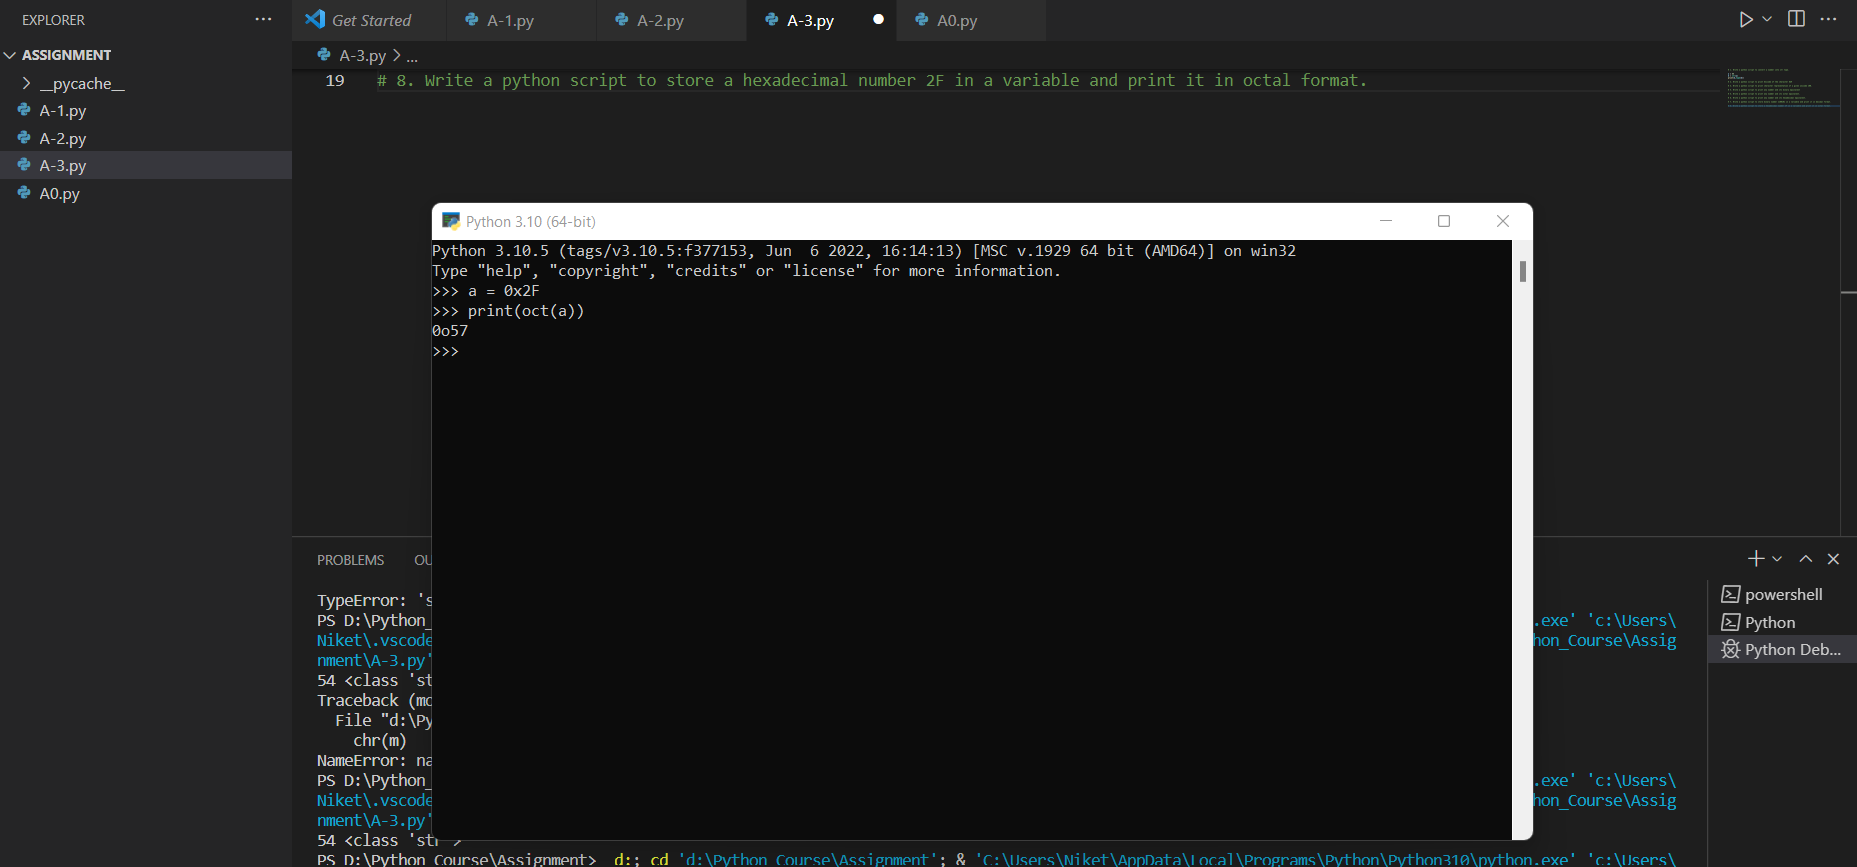 EXPLORER
ASSIGNMENT
__pycache__
A-1.py
A-2.py
A-3.py
A0.py
Get Started
A-1.py
A-2.py
A-3.py
A0.py
A-3.py > ...
19 # 8. Write a python script to store a hexadecimal number 2F in a variable and print it in octal format.
Python 3.10 (64-bit)
Python 3.10.5 (tags/v3.10.5:f377153, Jun  6 2022, 16:14:13) [MSC v.1929 64 bit (AMD64)] on win32
Type "help", "copyright", "credits" or "license" for more information.
>>> a = 0x2F
>>> print(oct(a))
0o57
>>>
PROBLEMS OU
TypeError: 's
PS D:\Python_ .exe' 'c:\Users\
Niket\.vscode hon_Course\Assig
nment\A-3.py'
54 <class 'st
Traceback (mo
File "d:\Py
chr(m)
NameError: na
PS D:\Python_ .exe' 'c:\Users\
Niket\.vscode hon_Course\Assig
nment\A-3.py'
54 <class 'str'>
PS D:\Python_Course\Assignment>  d:; cd 'd:\Python_Course\Assignment'; & 'C:\Users\Niket\AppData\Local\Programs\Python\Python310\python.exe' 'c:\Users\
powershell
Python
Python Deb...